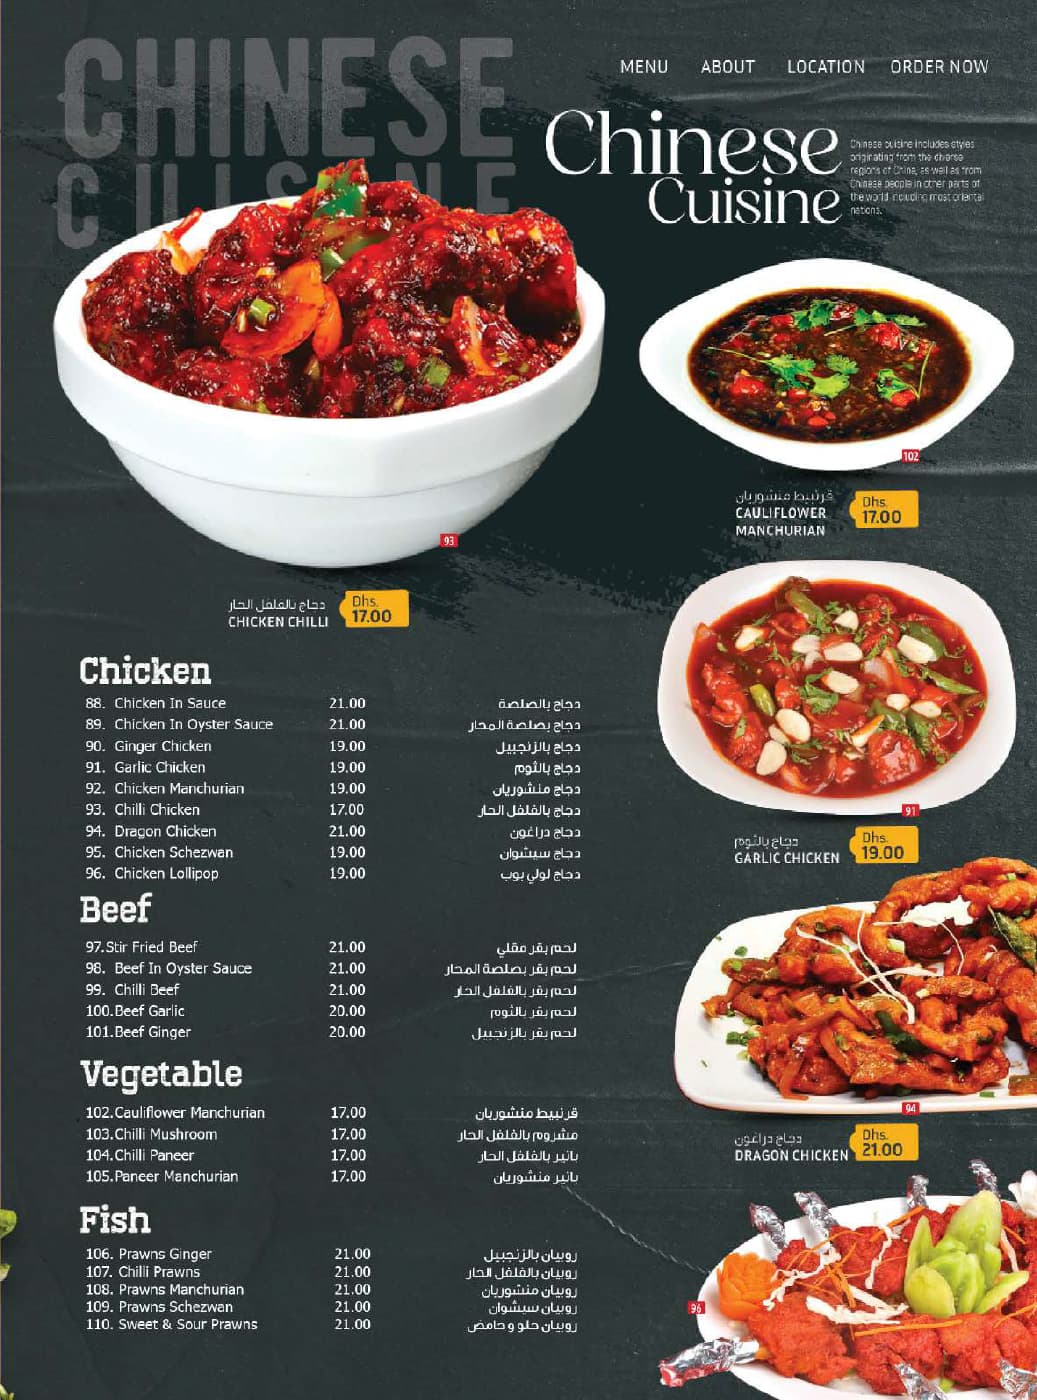 CHINESE
CUISINE
MENU ABOUT LOCATION ORDER NOW
Chinese
Cuisine
Chinese cuisine includes styles
originating from the diverse
regions of China, as well as from
Chinese people in other parts of
the world including most oriental
nations.
102
قرنبيط منشوريان
CAULIFLOWER
MANCHURIAN
Dhs.
17.00
93
دجاج بالفلفل الحار
CHICKEN CHILLI
Dhs.
17.00
Chicken
88. Chicken In Sauce 21.00 دجاج بالصلصة
89. Chicken In Oyster Sauce 21.00 دجاج بصلصة المحار
90. Ginger Chicken 19.00 دجاج بالزنجبيل
91. Garlic Chicken 19.00 دجاج بالثوم
92. Chicken Manchurian 19.00 دجاج منشوريان
93. Chilli Chicken 17.00 دجاج بالفلفل الحار
94. Dragon Chicken 21.00 دجاج دراغون
95. Chicken Schezwan 19.00 دجاج سيشوان
96. Chicken Lollipop 19.00 دجاج لولي بوب
Beef
97.Stir Fried Beef 21.00 لحم بقر مقلي
98. Beef In Oyster Sauce 21.00 لحم بقر بصلصة المحار
99. Chilli Beef 21.00 لحم بقر بالفلفل الحار
100.Beef Garlic 20.00 لحم بقر بالثوم
101.Beef Ginger 20.00 لحم بقر بالزنجبيل
Vegetable
102.Cauliflower Manchurian 17.00 قرنبيط منشوريان
103.Chilli Mushroom 17.00 مشروم بالفلفل الحار
104.Chilli Paneer 17.00 بانير بالفلفل الحار
105.Paneer Manchurian 17.00 بانير منشوريان
Fish
106. Prawns Ginger 21.00 روبيان بالزنجبيل
107. Chilli Prawns 21.00 روبيان بالفلفل الحار
108. Prawns Manchurian 21.00 روبيان منشوريان
109. Prawns Schezwan 21.00 روبيان سيشوان
110. Sweet & Sour Prawns 21.00 روبيان حلو و حامض
91
دجاج بالثوم
GARLIC CHICKEN
Dhs.
19.00
94
دجاج دراغون
DRAGON CHICKEN
Dhs.
21.00
96